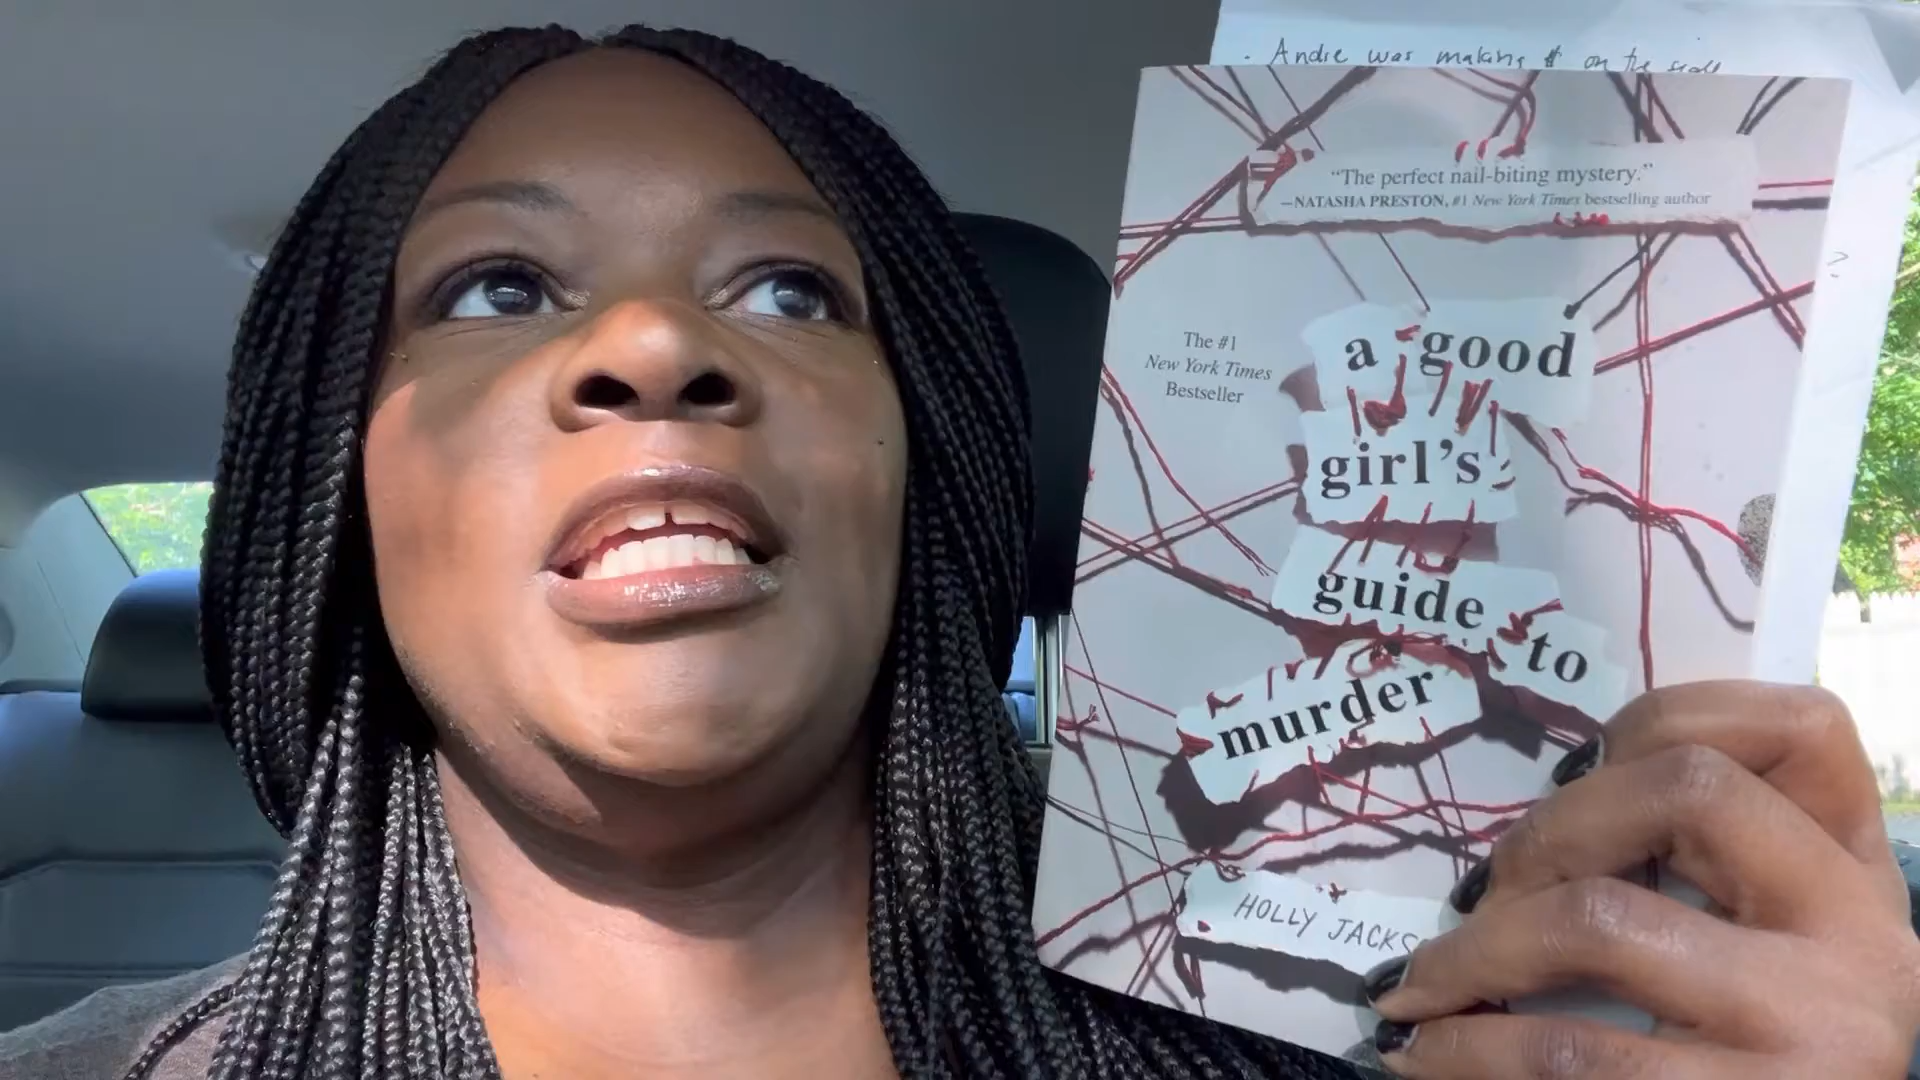 · Andie was making $ on the side
"The perfect nail-biting mystery."
—NATASHA PRESTON, #1 New York Times bestselling author
?
The #1
New York Times
Bestseller
a good
girl's
guide to
murder
HOLLY JACKS